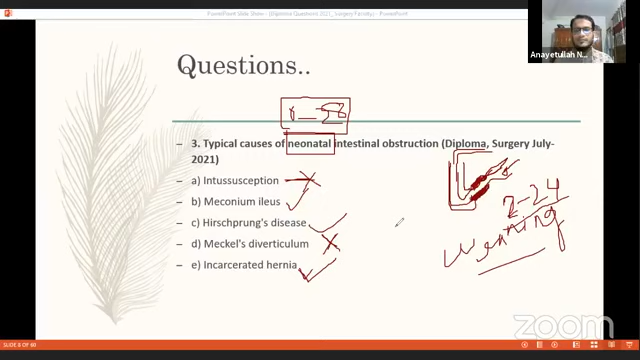 PowerPoint Slide Show - (Diploma Questions 2021_Surgery Faculty) - PowerPoint
Anayetullah N...
Questions..
0 - 28
3. Typical causes of neonatal intestinal obstruction (Diploma, Surgery July-
2021)
a) Intussusception
b) Meconium ileus
c) Hirschprung's disease
d) Meckel's diverticulum
e) Incarcerated hernia
2-24
Weaning
zoom
SLIDE 8 OF 60